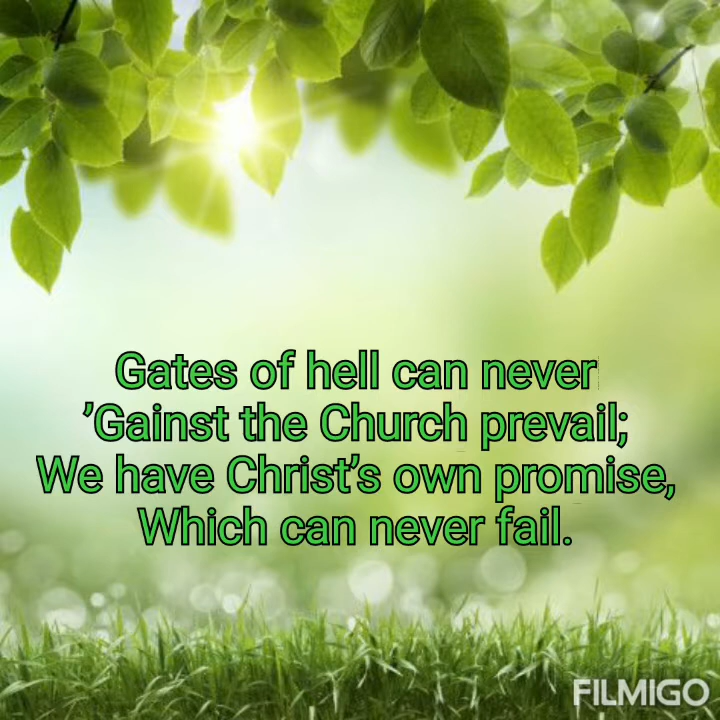 Gates of hell can never
’Gainst the Church prevail;
We have Christ’s own promise,
Which can never fail.
FILMIGO